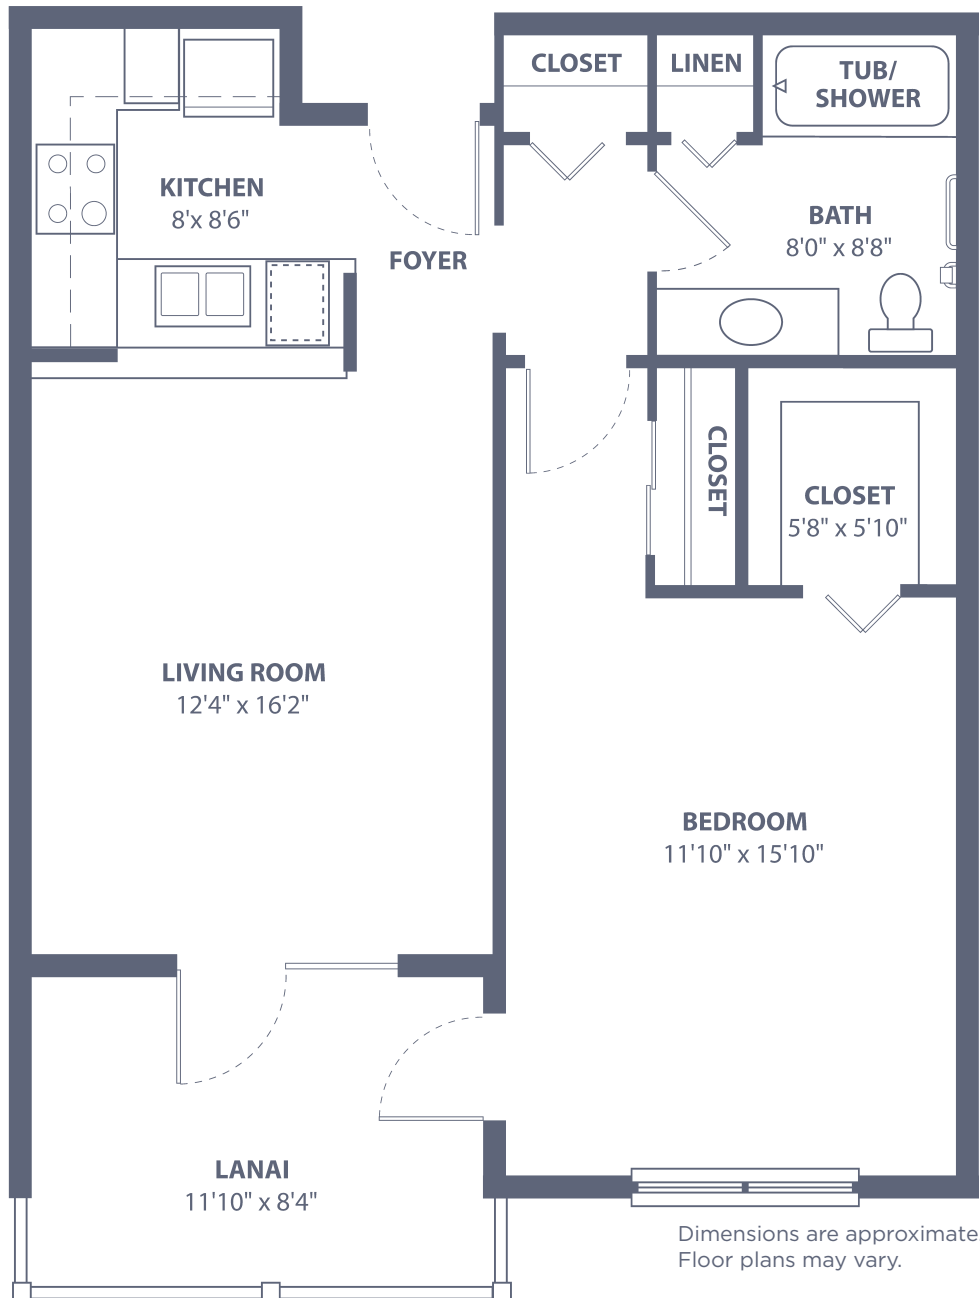 CLOSET
LINEN
TUB/
SHOWER
KITCHEN
8'x 8'6"
BATH
8'0" x 8'8"
FOYER
CLOSET
CLOSET
5'8" x 5'10"
LIVING ROOM
12'4" x 16'2"
BEDROOM
11'10" x 15'10"
LANAI
11'10" x 8'4"
Dimensions are approximate
Floor plans may vary.